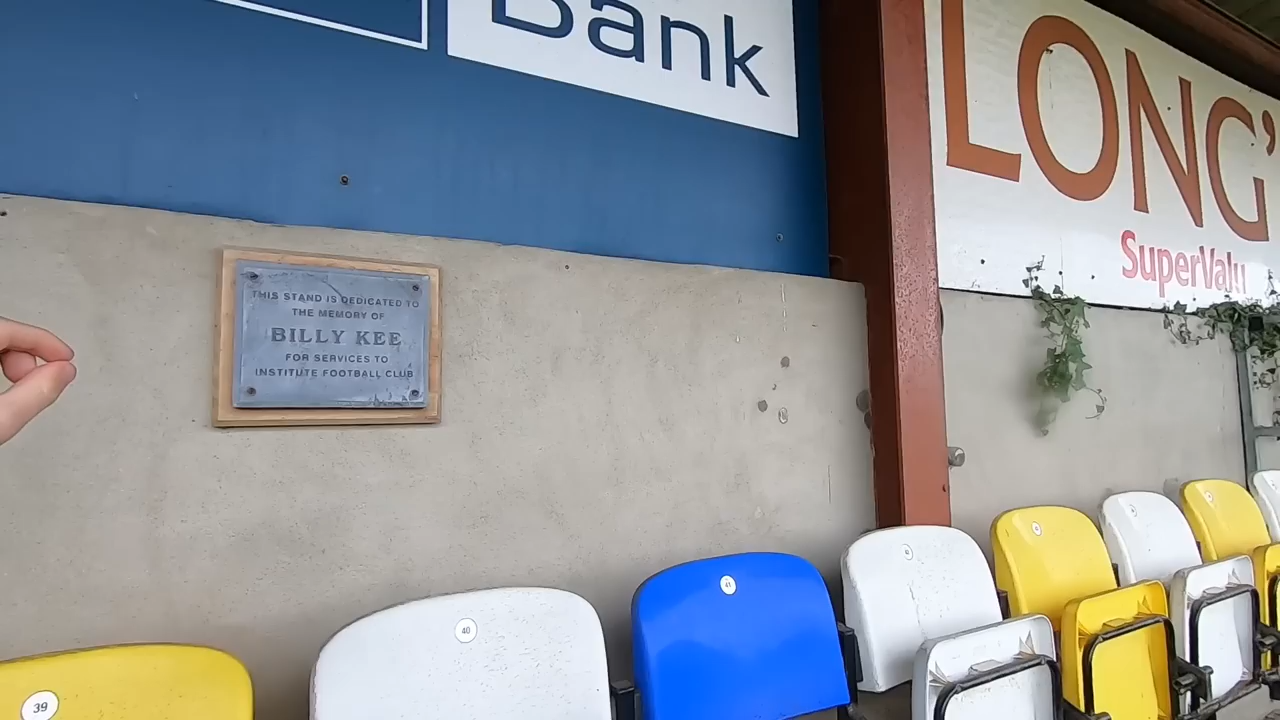 Bank
LONG'
SuperValu
THIS STAND IS DEDICATED TO
THE MEMORY OF
BILLY KEE
FOR SERVICES TO
INSTITUTE FOOTBALL CLUB
39
40
41